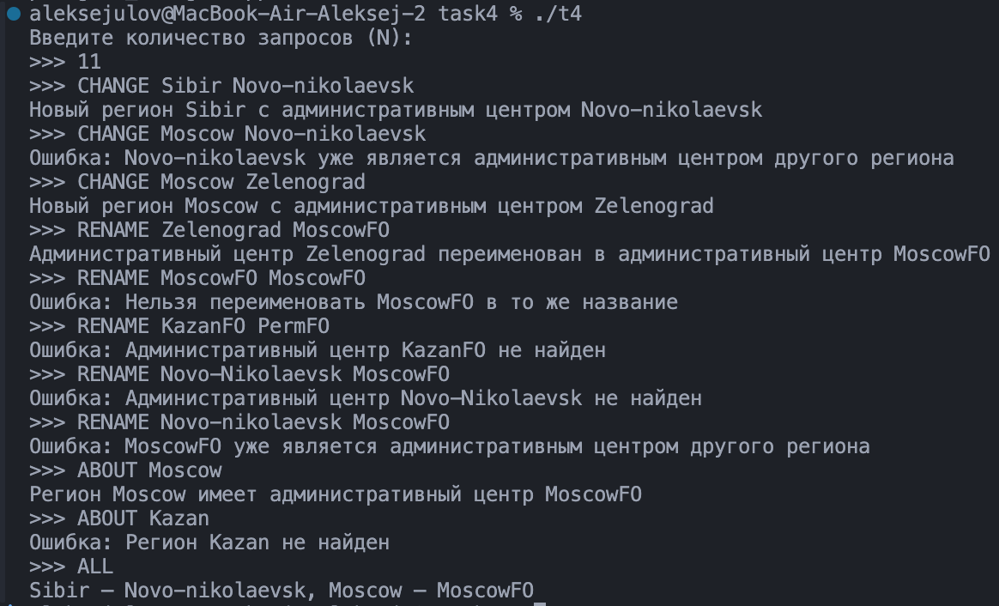 aleksejulov@MacBook-Air-Aleksej-2 task4 % ./t4
Введите количество запросов (N):
>>> 11
>>> CHANGE Sibir Novo-nikolaevsk
Новый регион Sibir с административным центром Novo-nikolaevsk
>>> CHANGE Moscow Novo-nikolaevsk
Ошибка: Novo-nikolaevsk уже является административным центром другого региона
>>> CHANGE Moscow Zelenograd
Новый регион Moscow с административным центром Zelenograd
>>> RENAME Zelenograd MoscowFO
Административный центр Zelenograd переименован в административный центр MoscowFO
>>> RENAME MoscowFO MoscowFO
Ошибка: Нельзя переименовать MoscowFO в то же название
>>> RENAME KazanFO PermFO
Ошибка: Административный центр KazanFO не найден
>>> RENAME Novo-Nikolaevsk MoscowFO
Ошибка: Административный центр Novo-Nikolaevsk не найден
>>> RENAME Novo-nikolaevsk MoscowFO
Ошибка: MoscowFO уже является административным центром другого региона
>>> ABOUT Moscow
Регион Moscow имеет административный центр MoscowFO
>>> ABOUT Kazan
Ошибка: Регион Kazan не найден
>>> ALL
Sibir – Novo-nikolaevsk, Moscow – MoscowFO